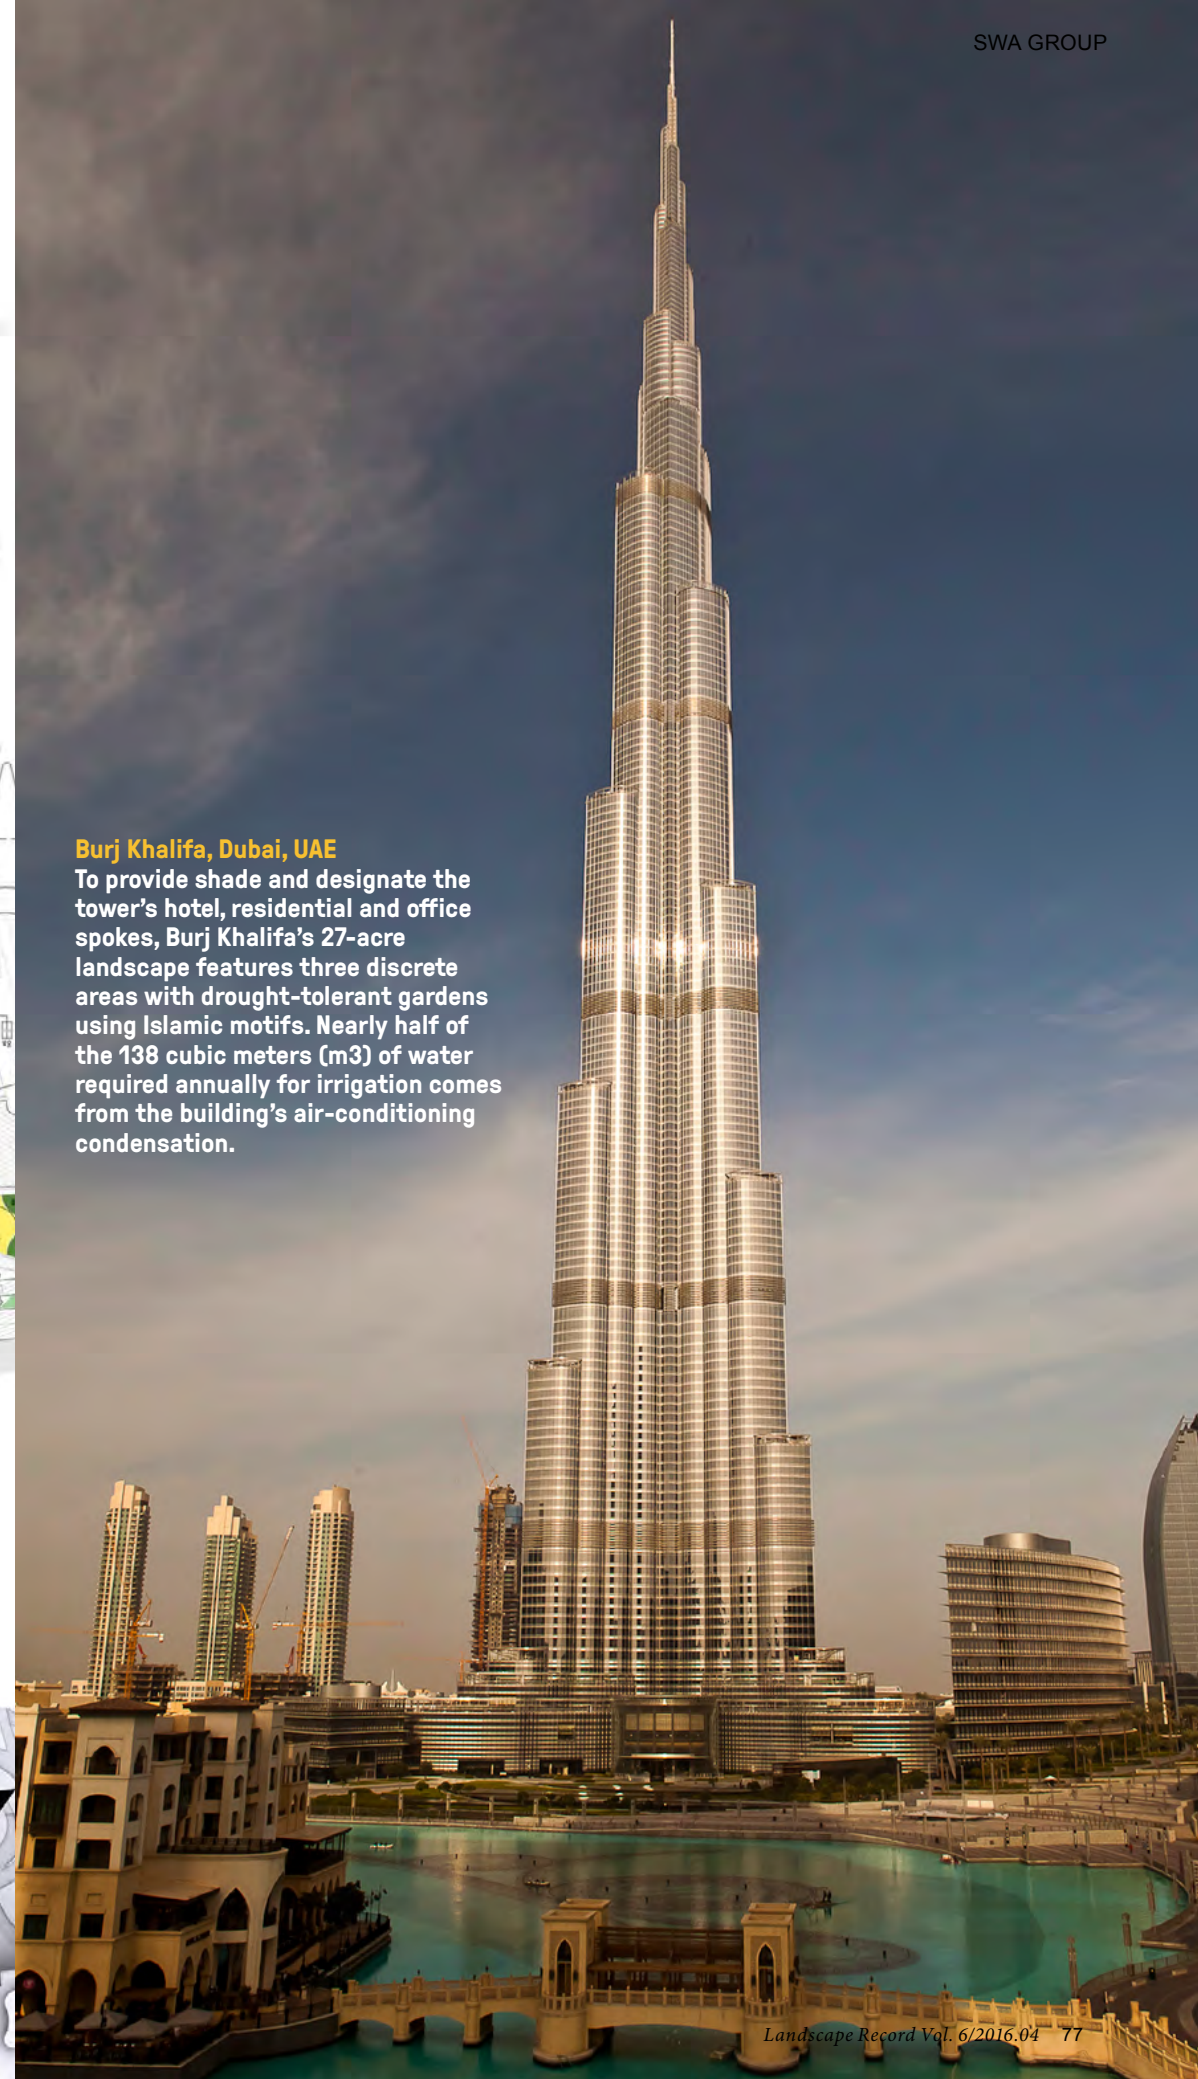 SWA GROUP
Burj Khalifa, Dubai, UAE
To provide shade and designate the
tower's hotel, residential and office
spokes, Burj Khalifa's 27-acre
landscape features three discrete
areas with drought-tolerant gardens
using Islamic motifs. Nearly half of
the 138 cubic meters (m3) of water
required annually for irrigation comes
from the building's air-conditioning
condensation.
Landscape Record Vol. 6/2016.04 77